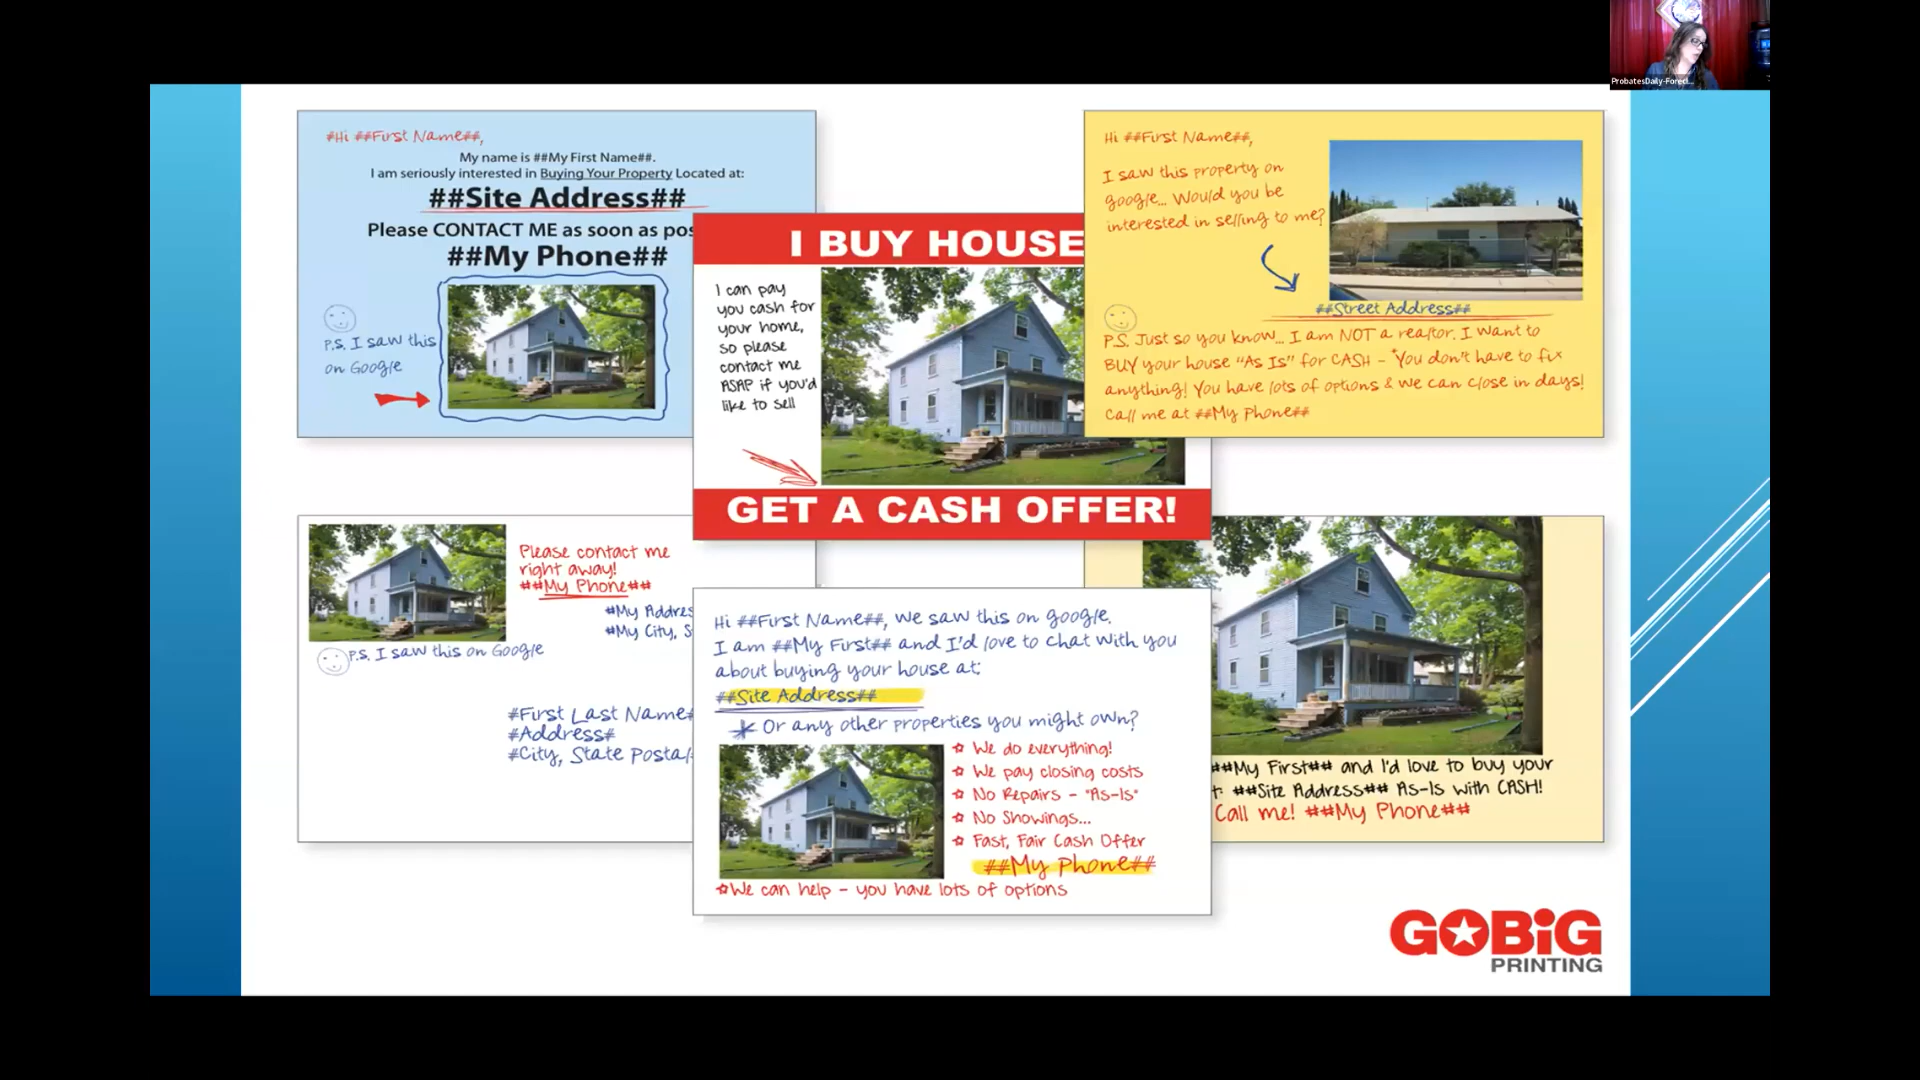 ProbatesDaily-Forecl...
#Hi ##First Name##,
My name is ##My First Name##.
I am seriously interested in Buying Your Property Located at:
##Site Address##
Please CONTACT ME as soon as pos
##My Phone##
P.S. I saw this
on Google
I BUY HOUSE
I can pay
you cash for
your home,
so please
contact me
ASAP if you'd
like to sell
GET A CASH OFFER!
Hi ##First Name##,
I saw this property on
google... Would you be
interested in selling to me?
##Street Address##
P.S. Just so you know... I am NOT a realtor. I want to
BUY your house "As Is" for CASH - *You don't have to fix
anything! You have lots of options & we can close in days!
Call me at ##My Phone##
Please contact me
right away!
##My Phone##
#My Addres
#My City, S
P.S. I saw this on Google
#First Last Name#
#Address#
#City, State Postal
Hi ##First Name##, we saw this on google.
I am ##My First## and I'd love to chat with you
about buying your house at:
##Site Address##
* Or any other properties you might own?
☆ We do everything!
☆ We pay closing costs
☆ No Repairs - "As-Is"
☆ No Showings...
☆ Fast, Fair Cash Offer
##My Phone##
☆We can help - you have lots of options
##My First## and I'd love to buy your
t: ##Site Address## As-Is with CASH!
Call me! ##My Phone##
GOBiG
PRINTING